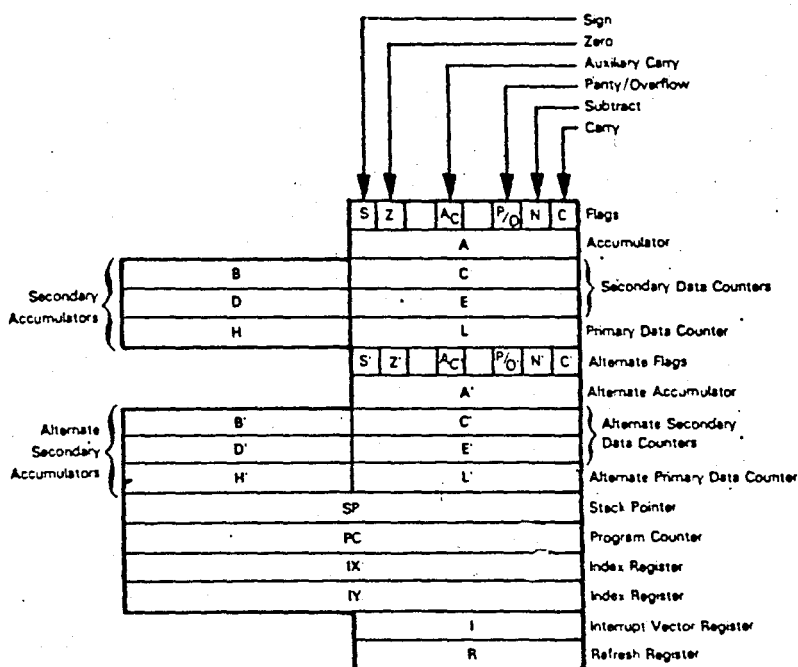 Sign
Zero
Auxiliary Carry
Parity/Overflow
Subtract
Carry
S Z AC P/O N C Flags
A Accumulator
B C
D E
H L Primary Data Counter
Secondary Data Counters
Secondary
Accumulators
S' Z' AC' P/O' N' C' Alternate Flags
A' Alternate Accumulator
B' C'
D' E'
H' L' Alternate Primary Data Counter
Alternate Secondary
Data Counters
Alternate
Secondary
Accumulators
SP Stack Pointer
PC Program Counter
IX Index Register
IY Index Register
I Interrupt Vector Register
R Refresh Register